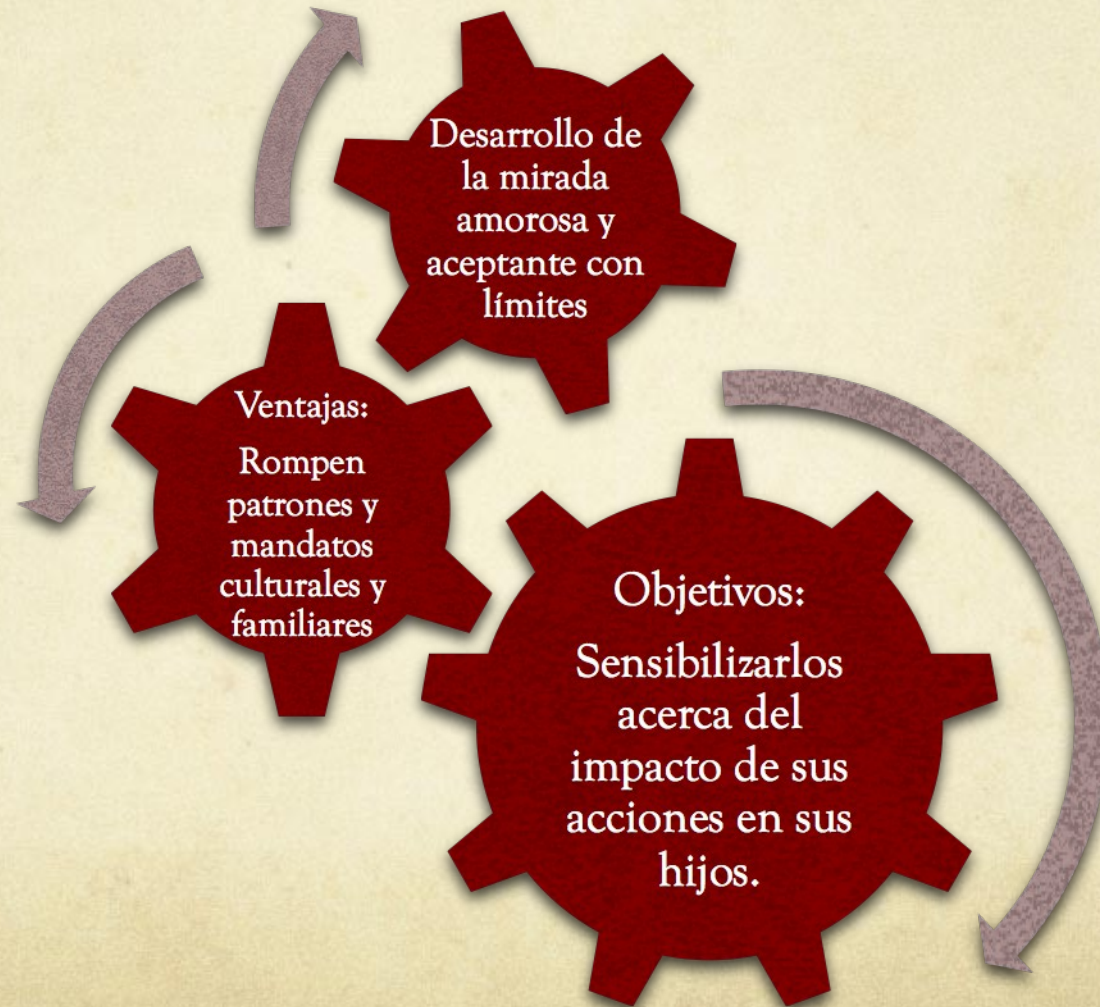 Desarrollo de
la mirada
amorosa y
aceptante con
límites
Ventajas:
Rompen
patrones y
mandatos
culturales y
familiares
Objetivos:
Sensibilizarlos
acerca del
impacto de sus
acciones en sus
hijos.